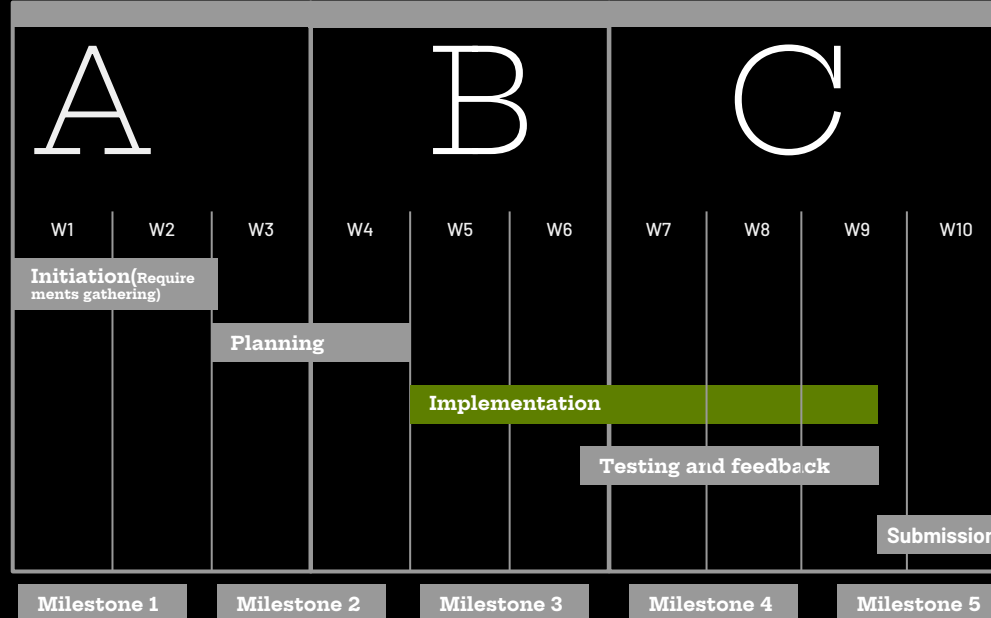 A B C
W1 W2 W3 W4 W5 W6 W7 W8 W9 W10
Initiation(Require
ments gathering)
Planning
Implementation
Testing and feedback
Submission
Milestone 1 Milestone 2 Milestone 3 Milestone 4 Milestone 5